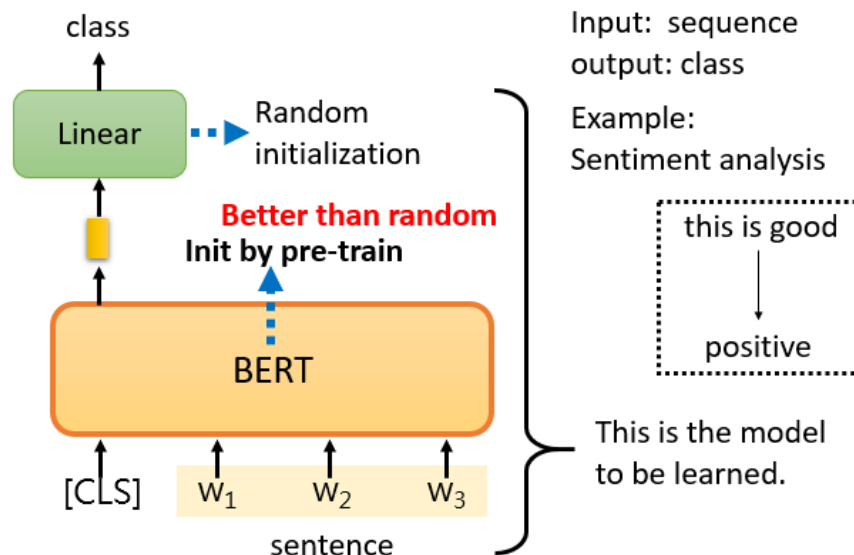 class
Linear
Random
initialization
Better than random
Init by pre-train
BERT
[CLS]
w1
w2
w3
sentence
Input: sequence
output: class
Example:
Sentiment analysis
this is good
positive
This is the model
to be learned.